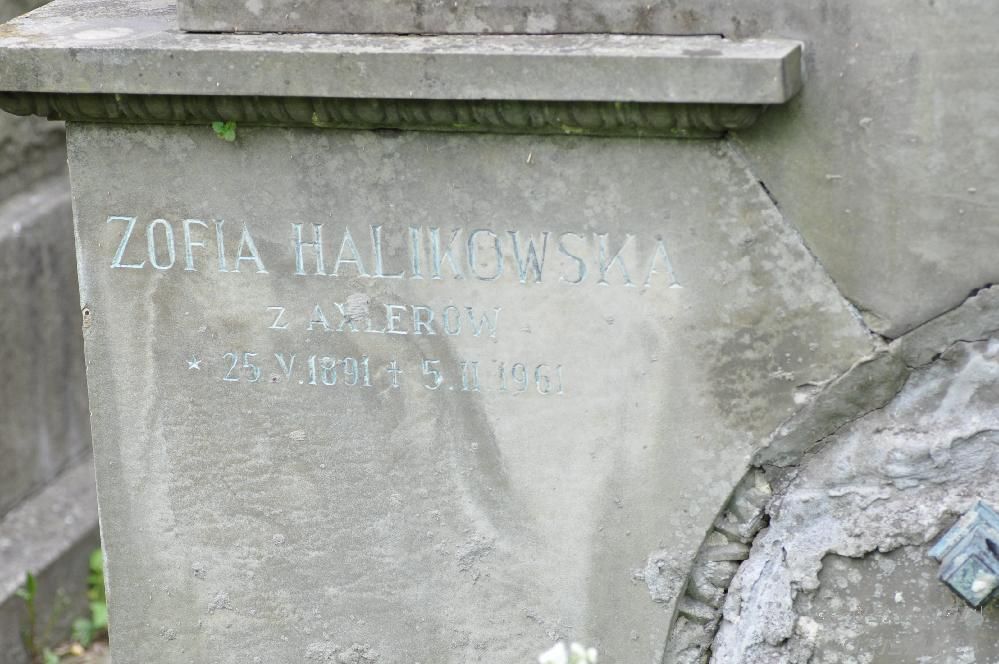 ZOFIA HALIKOWSKA
Z AXLERÓW
* 25.V.1891 ✝ 5.II.1961